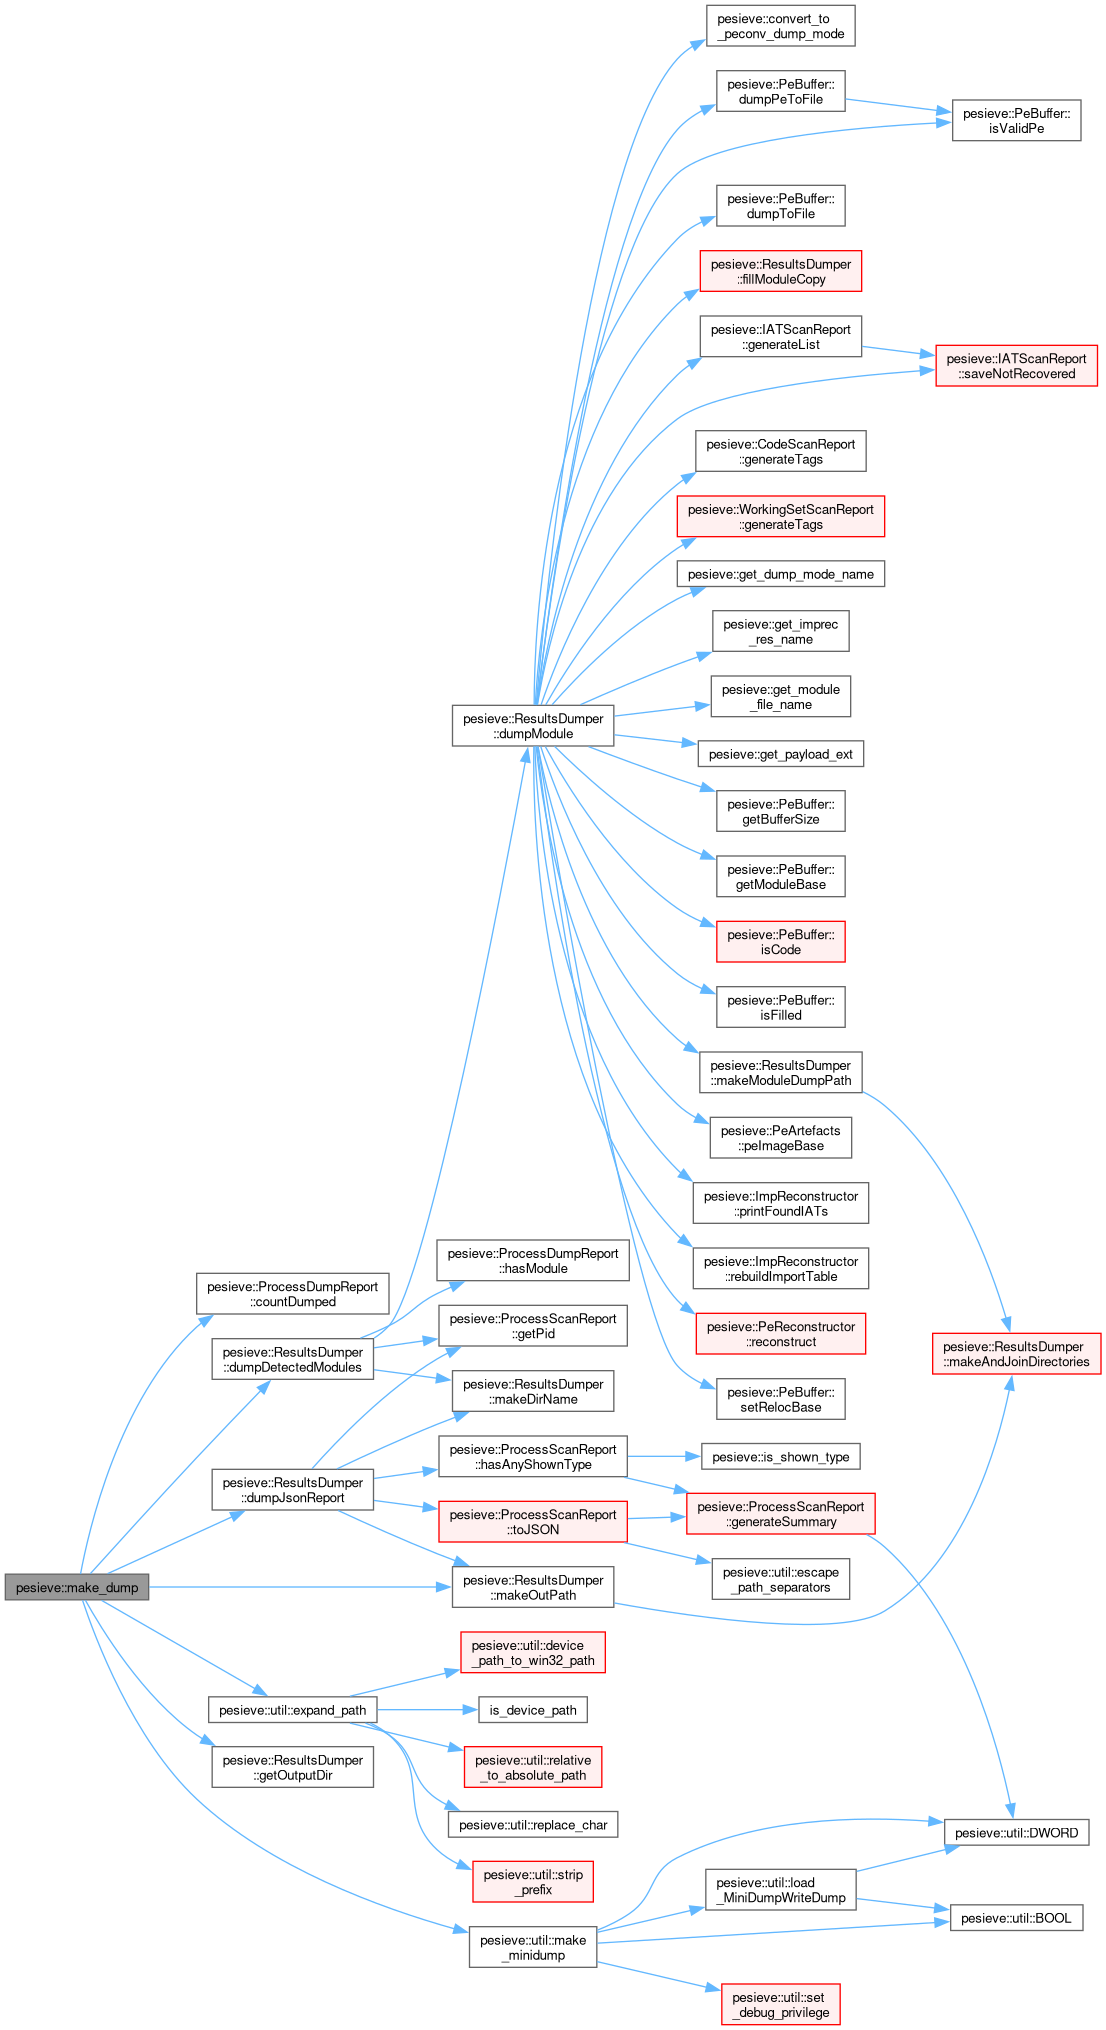 pesieve::convert_to
_peconv_dump_mode
pesieve::PeBuffer::
dumpPeToFile
pesieve::PeBuffer::
isValidPe
pesieve::PeBuffer::
dumpToFile
pesieve::ResultsDumper
::fillModuleCopy
pesieve::IATScanReport
::generateList
pesieve::IATScanReport
::saveNotRecovered
pesieve::CodeScanReport
::generateTags
pesieve::WorkingSetScanReport
::generateTags
pesieve::get_dump_mode_name
pesieve::get_imprec
_res_name
pesieve::get_module
_file_name
pesieve::ResultsDumper
::dumpModule
pesieve::get_payload_ext
pesieve::PeBuffer::
getBufferSize
pesieve::PeBuffer::
getModuleBase
pesieve::PeBuffer::
isCode
pesieve::PeBuffer::
isFilled
pesieve::ResultsDumper
::makeModuleDumpPath
pesieve::PeArtefacts
::peImageBase
pesieve::ImpReconstructor
::printFoundIATs
pesieve::ProcessDumpReport
::hasModule
pesieve::ImpReconstructor
::rebuildImportTable
pesieve::ProcessDumpReport
::countDumped
pesieve::ProcessScanReport
::getPid
pesieve::PeReconstructor
::reconstruct
pesieve::ResultsDumper
::makeAndJoinDirectories
pesieve::ResultsDumper
::dumpDetectedModules
pesieve::ResultsDumper
::makeDirName
pesieve::PeBuffer::
setRelocBase
pesieve::ProcessScanReport
::hasAnyShownType
pesieve::is_shown_type
pesieve::ResultsDumper
::dumpJsonReport
pesieve::ProcessScanReport
::toJSON
pesieve::ProcessScanReport
::generateSummary
pesieve::make_dump
pesieve::ResultsDumper
::makeOutPath
pesieve::util::escape
_path_separators
pesieve::util::device
_path_to_win32_path
pesieve::util::expand_path
is_device_path
pesieve::ResultsDumper
::getOutputDir
pesieve::util::relative
_to_absolute_path
pesieve::util::replace_char
pesieve::util::DWORD
pesieve::util::strip
_prefix
pesieve::util::load
_MiniDumpWriteDump
pesieve::util::BOOL
pesieve::util::make
_minidump
pesieve::util::set
_debug_privilege